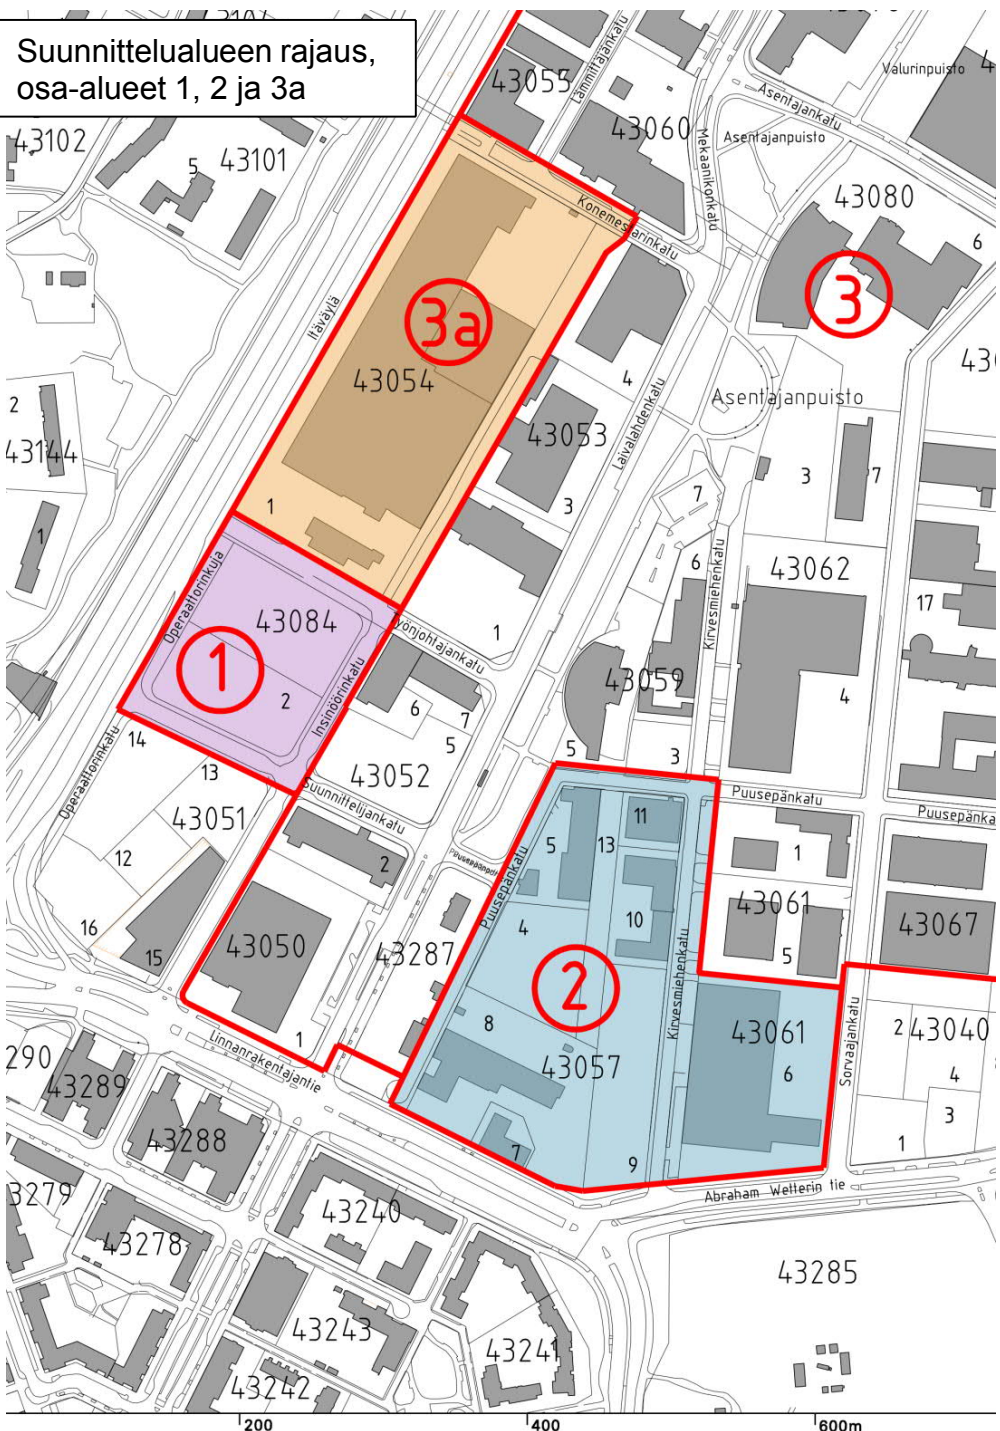 Suunnittelualueen rajaus,
osa-alueet 1, 2 ja 3a
43055
Lämmittäjänkatu
Valurinpuisto
43102
5
43101
43060
Asentajankatu
Asentajanpuisto
Mekaanikonkatu
43080
6
Konemestarinkatu
Itäväylä
3a
3
43054
4
Asentajanpuisto
2
43144
43053
Laivalahdenkatu
3
7
3
7
1
1
6
Kirvesmiehenkatu
43062
17
Operaattorinkuja
43084
Työnjohtajankatu
1
1
2
Insinöörinkatu
43059
4
6
7
5
14
13
Operaattorinkatu
43052
5
3
Suunnittelijankatu
Puusepänkatu
Puusepänka
43051
12
2
11
5
13
1
Puusepänkatu
43061
16
15
43050
43287
4
10
5
43067
2
Kirvesmiehenkatu
8
43061
Sorvaajankatu
2
43040
1
Linnanrakentajantie
43057
6
4
290
43289
3
43288
7
9
1
Abraham Wetterin tie
3279
43240
43278
43285
43243
43241
43242
200
400
600m